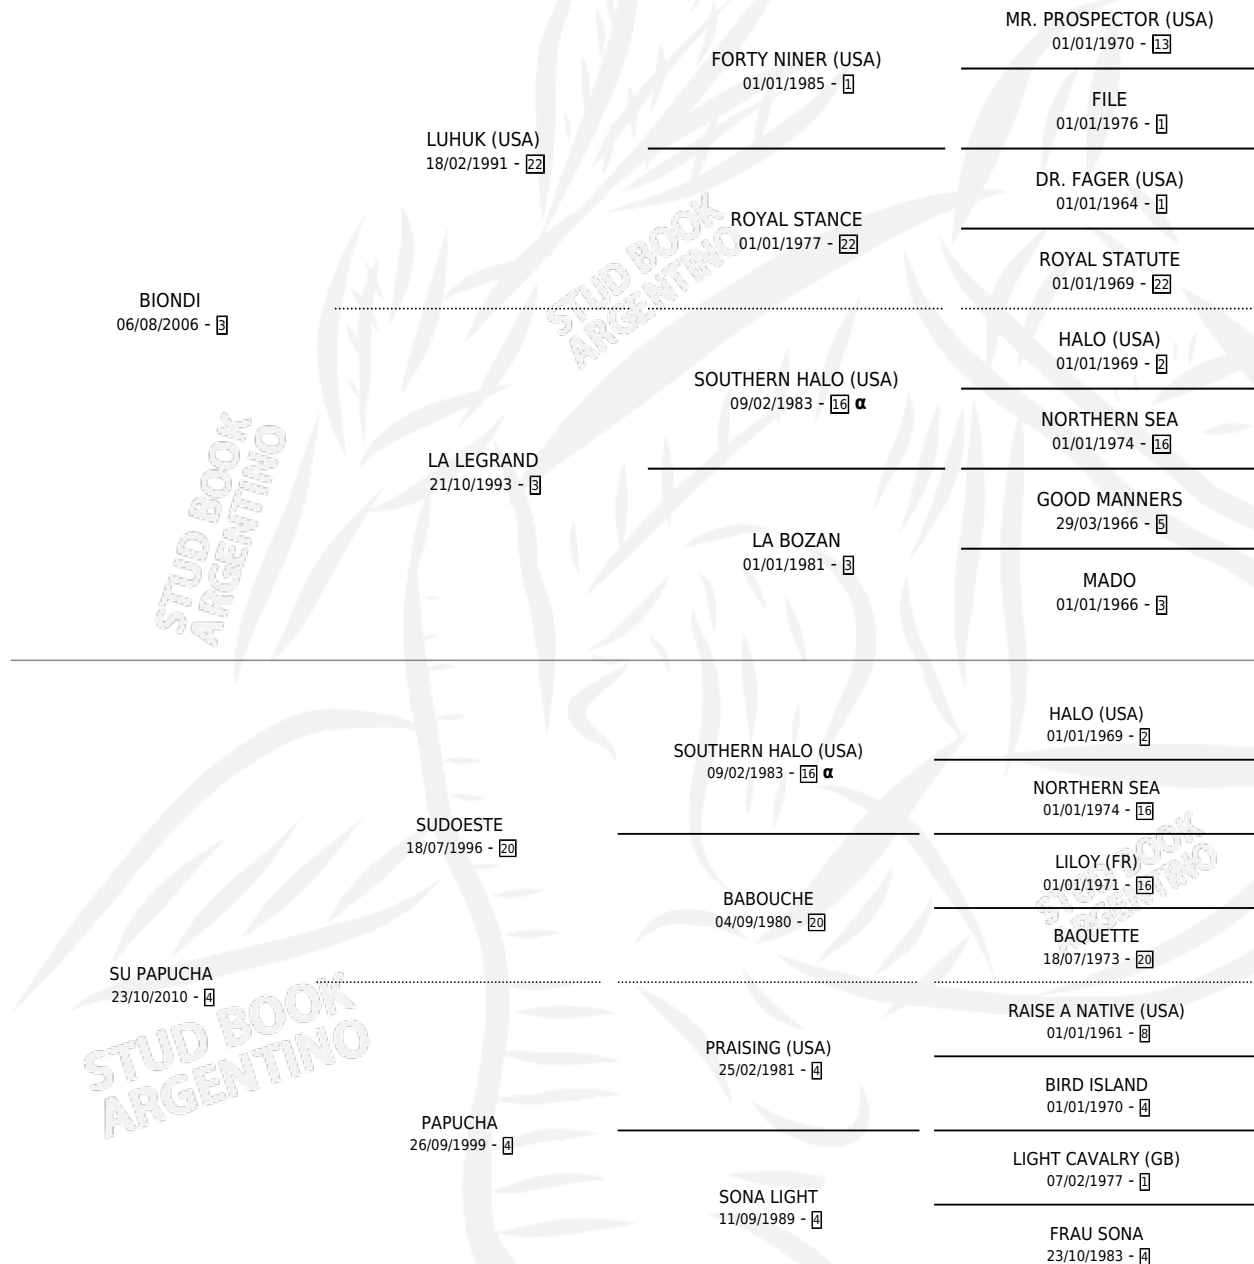 MR. PROSPECTOR (USA)
01/01/1970 - 13
FORTY NINER (USA)
01/01/1985 - 1
FILE
01/01/1976 - 1
LUHUK (USA)
18/02/1991 - 22
DR. FAGER (USA)
01/01/1964 - 1
ROYAL STANCE
01/01/1977 - 22
ROYAL STATUTE
01/01/1969 - 22
BIONDI
06/08/2006 - 3
HALO (USA)
01/01/1969 - 2
SOUTHERN HALO (USA)
09/02/1983 - 16 α
NORTHERN SEA
01/01/1974 - 16
LA LEGRAND
21/10/1993 - 3
GOOD MANNERS
29/03/1966 - 5
LA BOZAN
01/01/1981 - 3
MADO
01/01/1966 - 3
HALO (USA)
01/01/1969 - 2
SOUTHERN HALO (USA)
09/02/1983 - 16 α
NORTHERN SEA
01/01/1974 - 16
SUDOESTE
18/07/1996 - 20
LILOY (FR)
01/01/1971 - 16
BABOUCHE
04/09/1980 - 20
BAQUETTE
18/07/1973 - 20
SU PAPUCHA
23/10/2010 - 4
RAISE A NATIVE (USA)
01/01/1961 - 8
PRAISING (USA)
25/02/1981 - 4
BIRD ISLAND
01/01/1970 - 4
PAPUCHA
26/09/1999 - 4
LIGHT CAVALRY (GB)
07/02/1977 - 1
SONA LIGHT
11/09/1989 - 4
FRAU SONA
23/10/1983 - 4
STUD BOOK
ARGENTINO
STUD BOOK
ARGENTINO
STUD BOOK
ARGENTINO
STUD BOOK
ARGENTINO